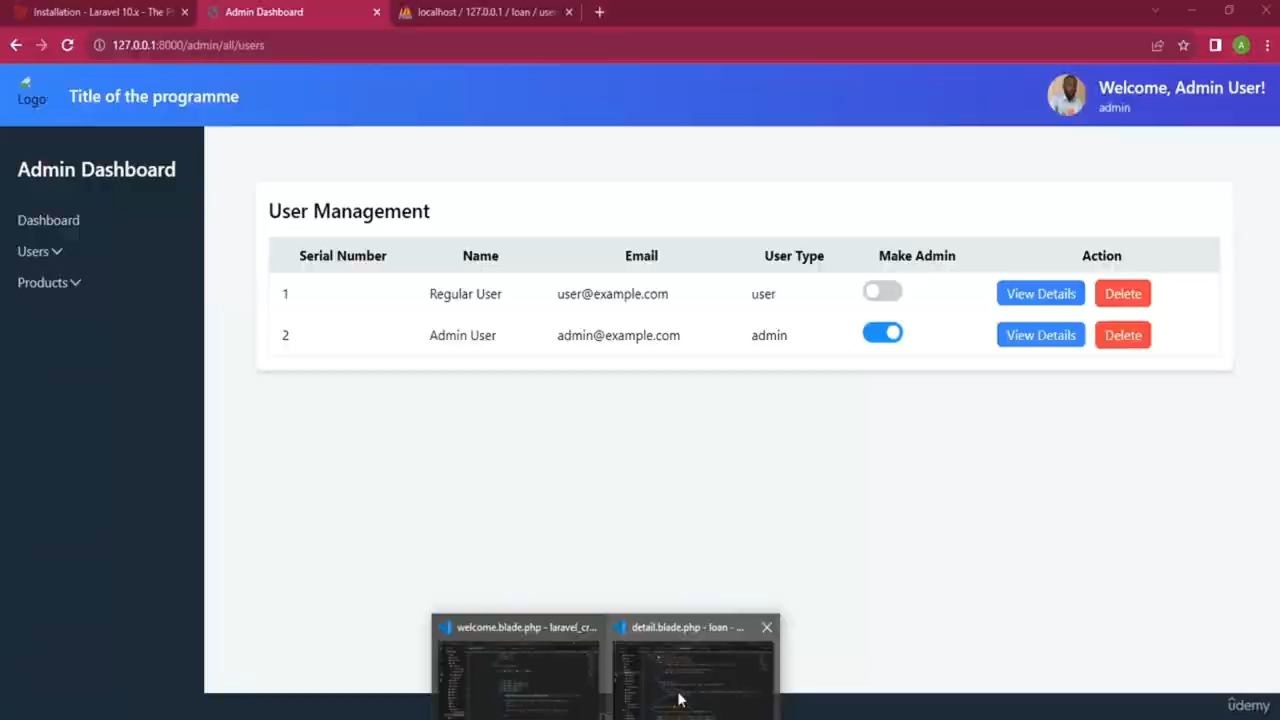 Installation - Laravel 10.x - The P
Admin Dashboard
localhost / 127.0.0.1 / loan / user
127.0.0.1:8000/admin/all/users
A
Logo
Title of the programme
Welcome, Admin User!
admin
Admin Dashboard
Dashboard
Users
Products
User Management
Serial Number Name Email User Type Make Admin Action
1 Regular User user@example.com user View Details Delete
2 Admin User admin@example.com admin View Details Delete
welcome.blade.php - laravel_cr...
detail.blade.php - loan - ...
ûdemy